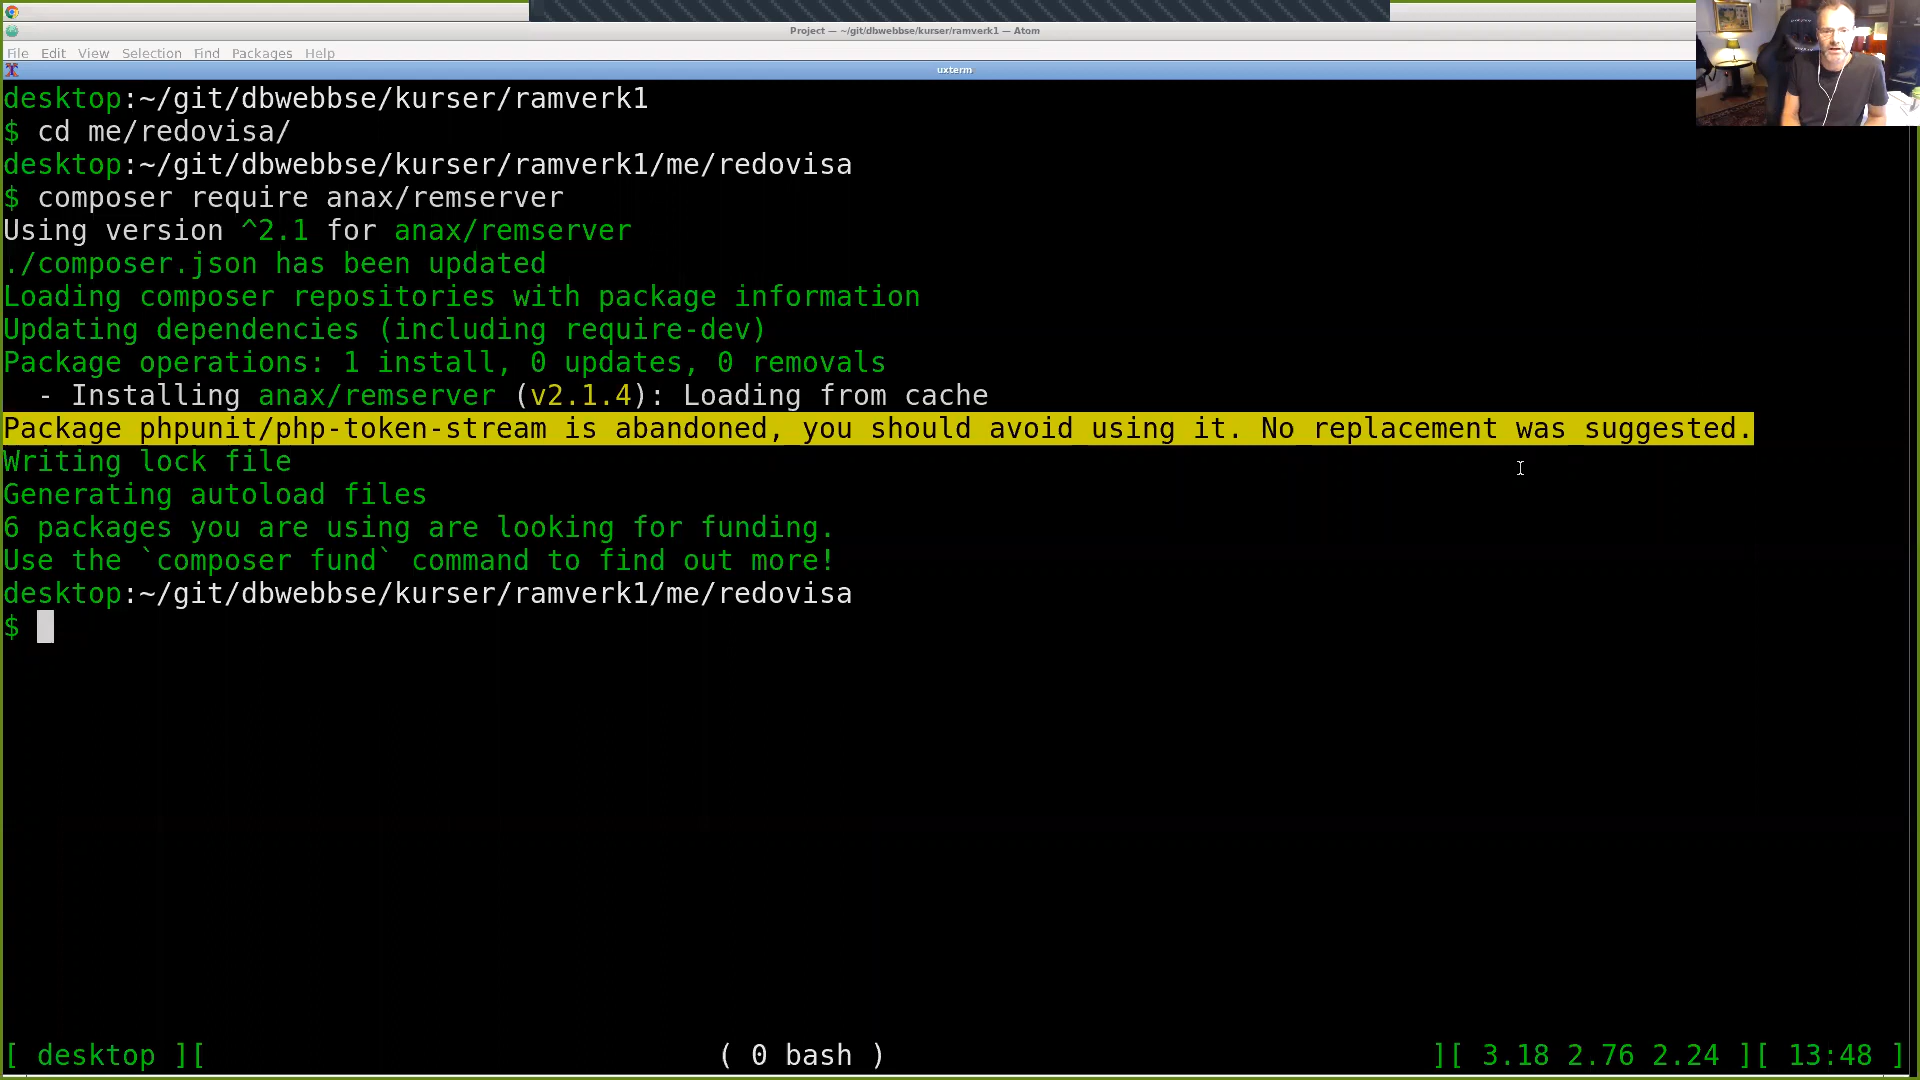 Project — ~/git/dbwebbse/kurser/ramverk1 — Atom
File Edit View Selection Find Packages Help
uxterm
desktop:~/git/dbwebbse/kurser/ramverk1
$ cd me/redovisa/
desktop:~/git/dbwebbse/kurser/ramverk1/me/redovisa
$ composer require anax/remserver
Using version ^2.1 for anax/remserver
./composer.json has been updated
Loading composer repositories with package information
Updating dependencies (including require-dev)
Package operations: 1 install, 0 updates, 0 removals
  - Installing anax/remserver (v2.1.4): Loading from cache
Package phpunit/php-token-stream is abandoned, you should avoid using it. No replacement was suggested.
Writing lock file
Generating autoload files
6 packages you are using are looking for funding.
Use the `composer fund` command to find out more!
desktop:~/git/dbwebbse/kurser/ramverk1/me/redovisa
$
[ desktop ][ ( 0 bash ) ][ 3.18 2.76 2.24 ][ 13:48 ]